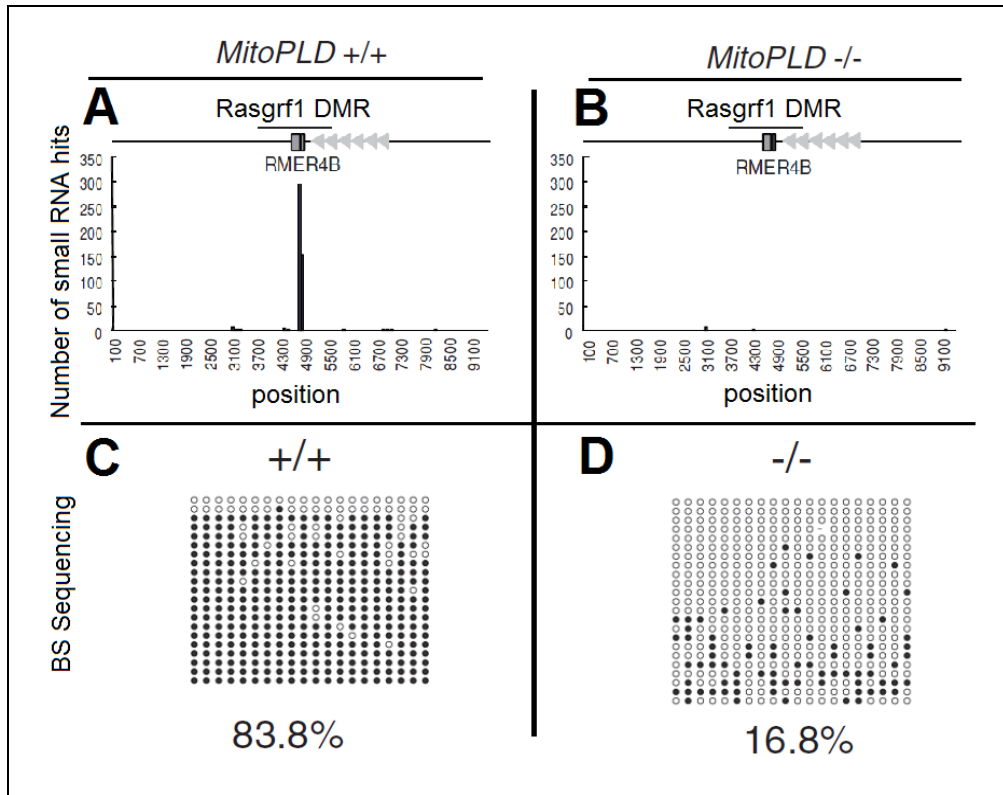 MitoPLD +/+
MitoPLD -/-
A
Rasgrf1 DMR
RMER4B
Number of small RNA hits
350
300
250
200
150
100
50
0
100 700 1300 1900 2500 3100 3700 4300 4900 5500 6100 6700 7300 7900 8500 9100
position
B
Rasgrf1 DMR
RMER4B
350
300
250
200
150
100
50
0
100 700 1300 1900 2500 3100 3700 4300 4900 5500 6100 6700 7300 7900 8500 9100
position
C
+/+
BS Sequencing
83.8%
D
-/-
16.8%